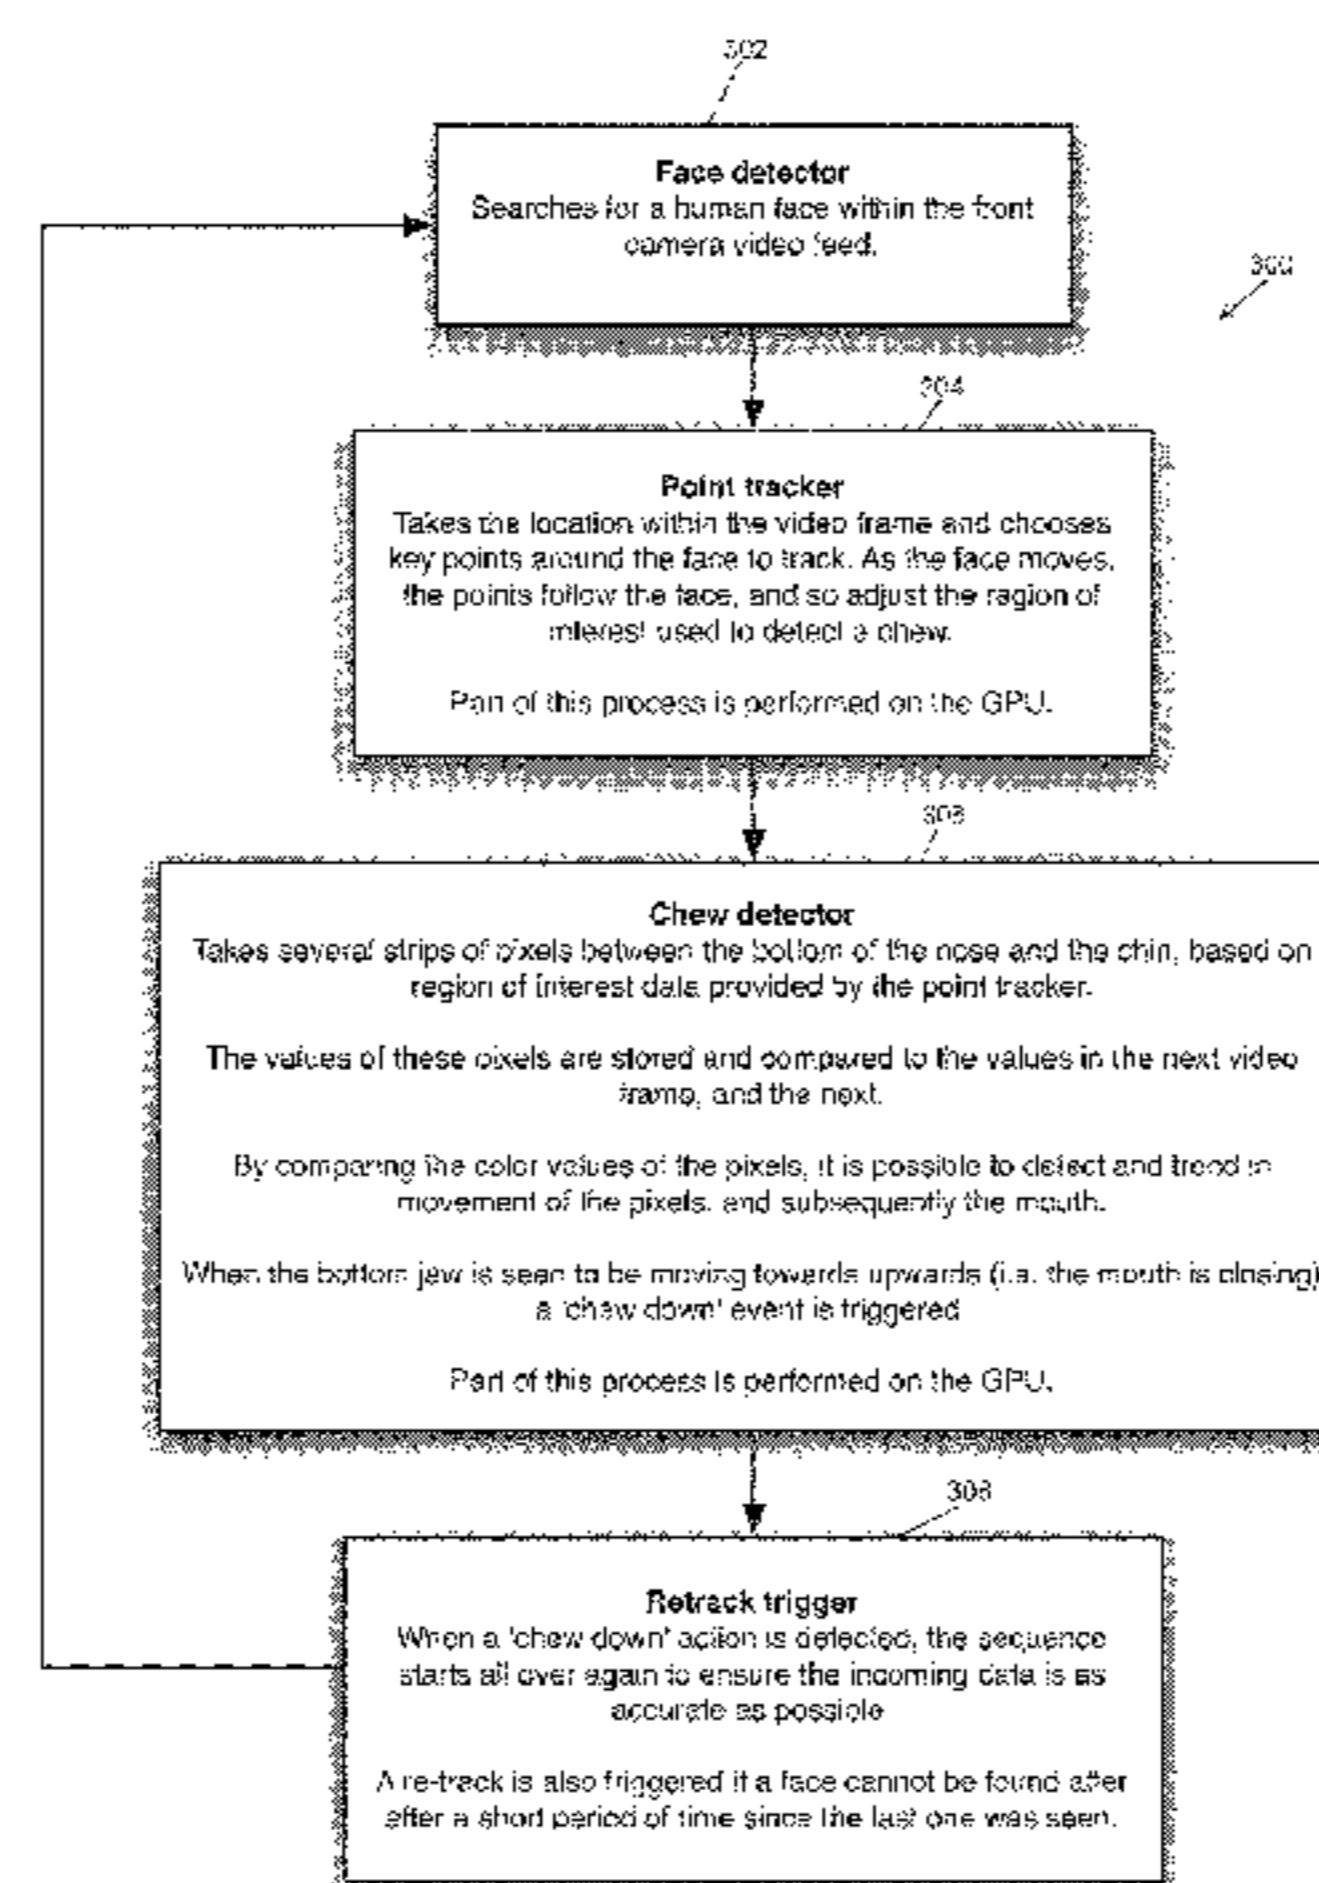 302
Face detector
Searches for a human face within the front
camera video feed.
300
304
Point tracker
Takes the location within the video frame and chooses
key points around the face to track. As the face moves,
the points follow the face, and so adjust the region of
interest used to detect a chew.
Part of this process is performed on the GPU.
Chew detector
Takes several strips of pixels between the bottom of the nose and the chin, based on
region of interest data provided by the point tracker.
The values of these pixels are stored and compared to the values in the next video
frame, and the next.
By comparing the color values of the pixels, it is possible to detect and trend in
movement of the pixels, and subsequently the mouth.
When the bottom jaw is seen to be moving towards upwards (i.e. the mouth is closing)
a 'chew down' event is triggered
Part of this process is performed on the GPU.
Retrack trigger
When a 'chew down' action is detected, the sequence
starts all over again to ensure the incoming data is as
accurate as possible
A re-track is also triggered if a face cannot be found after
after a short period of time since the last one was seen.